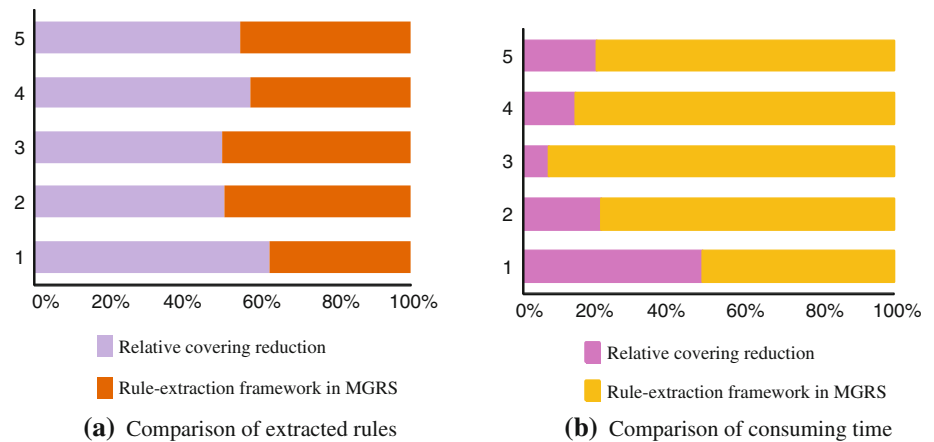 5
4
3
2
1
0% 20% 40% 60% 80% 100%
Relative covering reduction
Rule-extraction framework in MGRS
(a) Comparison of extracted rules
5
4
3
2
1
0% 20% 40% 60% 80% 100%
Relative covering reduction
Rule-extraction framework in MGRS
(b) Comparison of consuming time